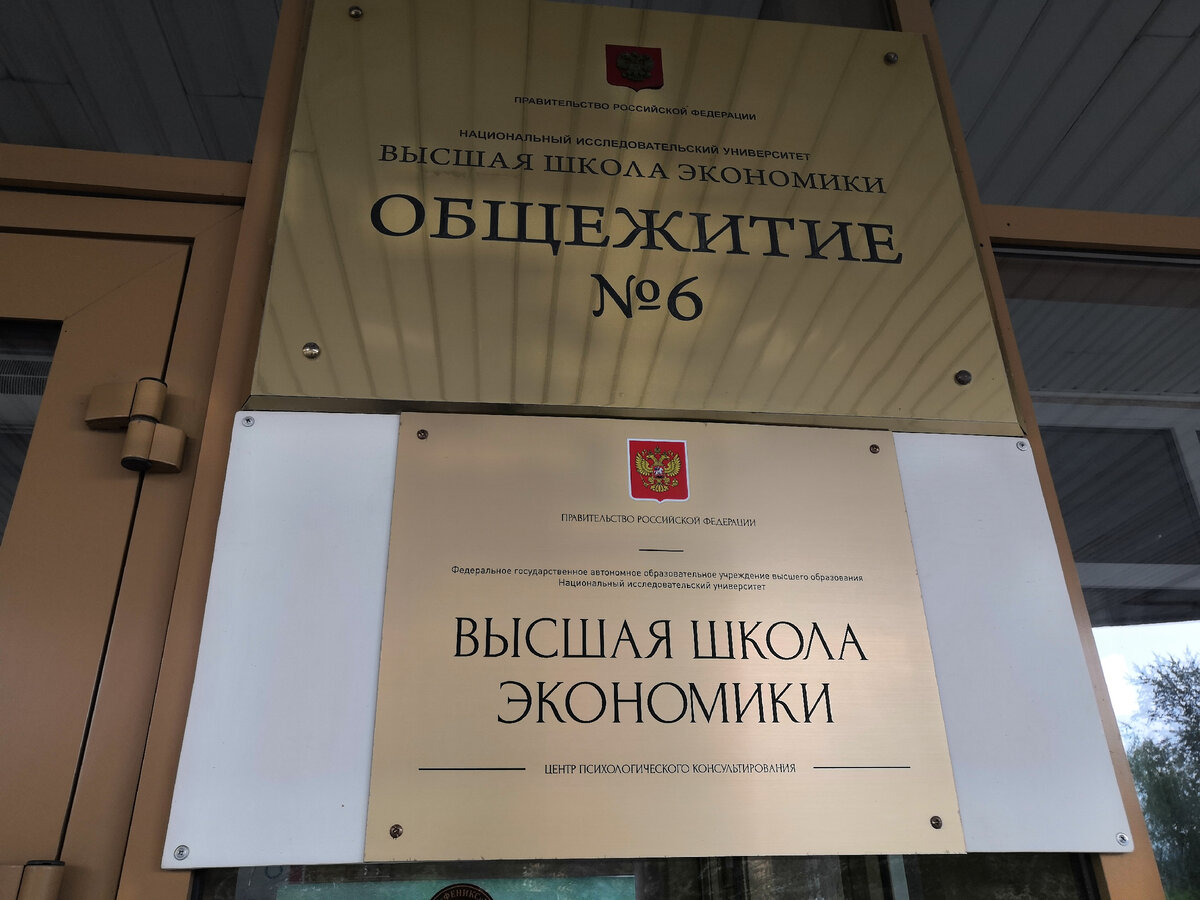 ПРАВИТЕЛЬСТВО РОССИЙСКОЙ ФЕДЕРАЦИИ
НАЦИОНАЛЬНЫЙ ИССЛЕДОВАТЕЛЬСКИЙ УНИВЕРСИТЕТ
ВЫСШАЯ ШКОЛА ЭКОНОМИКИ
ОБЩЕЖИТИЕ
№6
ПРАВИТЕЛЬСТВО РОССИЙСКОЙ ФЕДЕРАЦИИ
Федеральное государственное автономное образовательное учреждение высшего образования
Национальный исследовательский университет
ВЫСШАЯ ШКОЛА
ЭКОНОМИКИ
ЦЕНТР ПСИХОЛОГИЧЕСКОГО КОНСУЛЬТИРОВАНИЯ